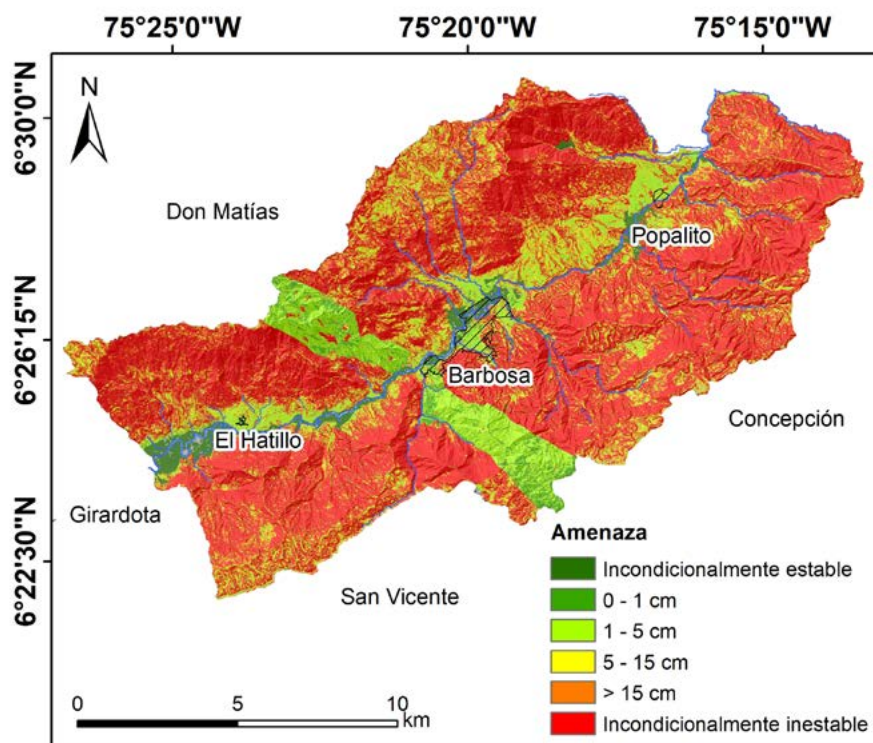 75°25'0"W 75°20'0"W 75°15'0"W
6°30'0"N
N
Don Matías
Popalito
6°26'15"N
Barbosa
Concepción
El Hatillo
Girardota
Amenaza
6°22'30"N
Incondicionalmente estable
San Vicente
0 - 1 cm
1 - 5 cm
5 - 15 cm
> 15 cm
Incondicionalmente inestable
0 5 10
km